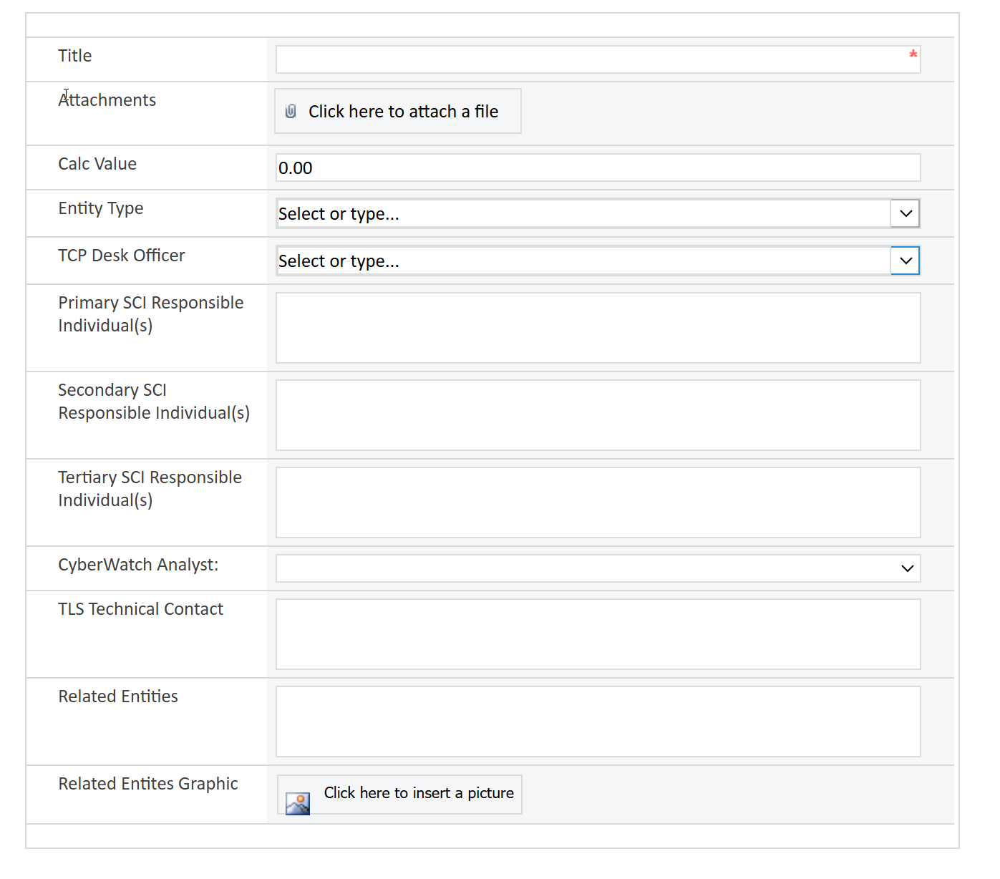 Title
*
Attachments
Click here to attach a file
Calc Value
0.00
Entity Type
Select or type...
TCP Desk Officer
Select or type...
Primary SCI Responsible
Individual(s)
Secondary SCI
Responsible Individual(s)
Tertiary SCI Responsible
Individual(s)
CyberWatch Analyst:
TLS Technical Contact
Related Entities
Related Entites Graphic
Click here to insert a picture